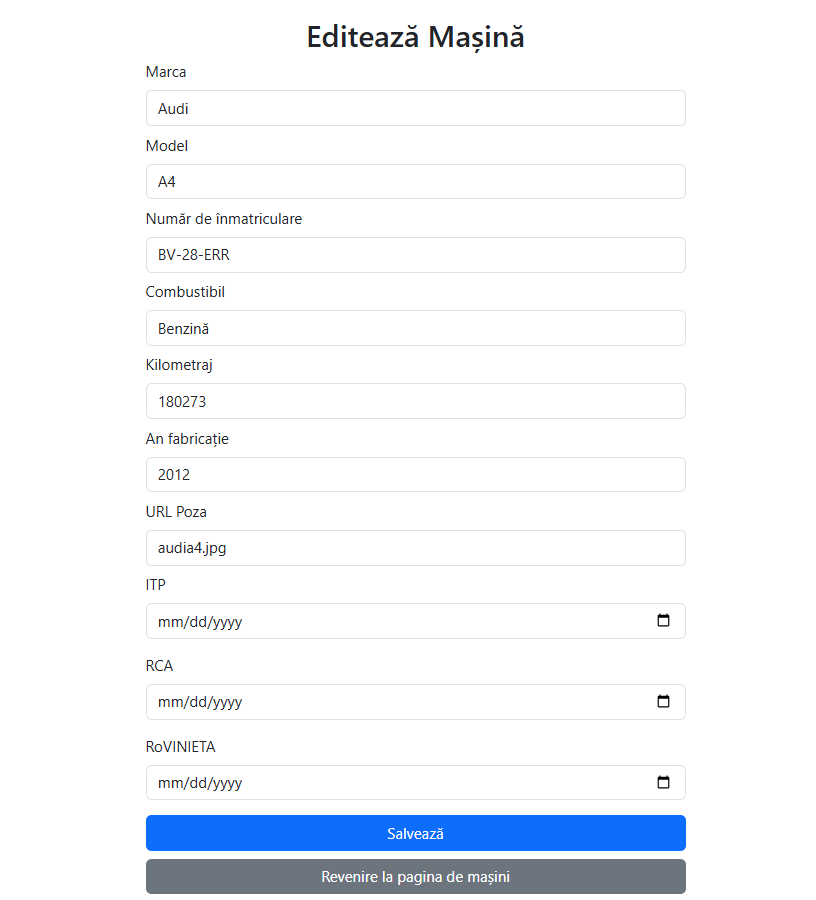 Editează Mașină
Marca
Audi
Model
A4
Număr de înmatriculare
BV-28-ERR
Combustibil
Benzină
Kilometraj
180273
An fabricație
2012
URL Poza
audia4.jpg
ITP
mm/dd/yyyy
RCA
mm/dd/yyyy
RoVINIETA
mm/dd/yyyy
Salvează
Revenire la pagina de mașini